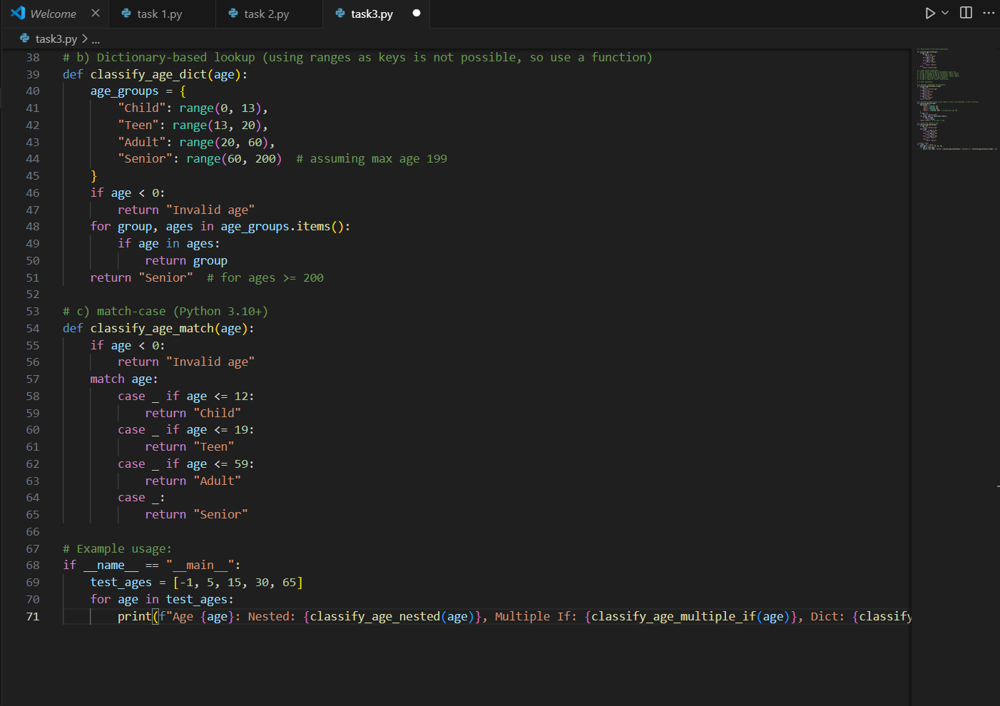 Welcome
task 1.py
task 2.py
task3.py
task3.py > ...
38 # b) Dictionary-based lookup (using ranges as keys is not possible, so use a function)
39 def classify_age_dict(age):
40     age_groups = {
41         "Child": range(0, 13),
42         "Teen": range(13, 20),
43         "Adult": range(20, 60),
44         "Senior": range(60, 200)  # assuming max age 199
45     }
46     if age < 0:
47         return "Invalid age"
48     for group, ages in age_groups.items():
49         if age in ages:
50             return group
51     return "Senior"  # for ages >= 200
52
53 # c) match-case (Python 3.10+)
54 def classify_age_match(age):
55     if age < 0:
56         return "Invalid age"
57     match age:
58         case _ if age <= 12:
59             return "Child"
60         case _ if age <= 19:
61             return "Teen"
62         case _ if age <= 59:
63             return "Adult"
64         case _:
65             return "Senior"
66
67 # Example usage:
68 if __name__ == "__main__":
69     test_ages = [-1, 5, 15, 30, 65]
70     for age in test_ages:
71         print(f"Age {age}: Nested: {classify_age_nested(age)}, Multiple If: {classify_age_multiple_if(age)}, Dict: {classify